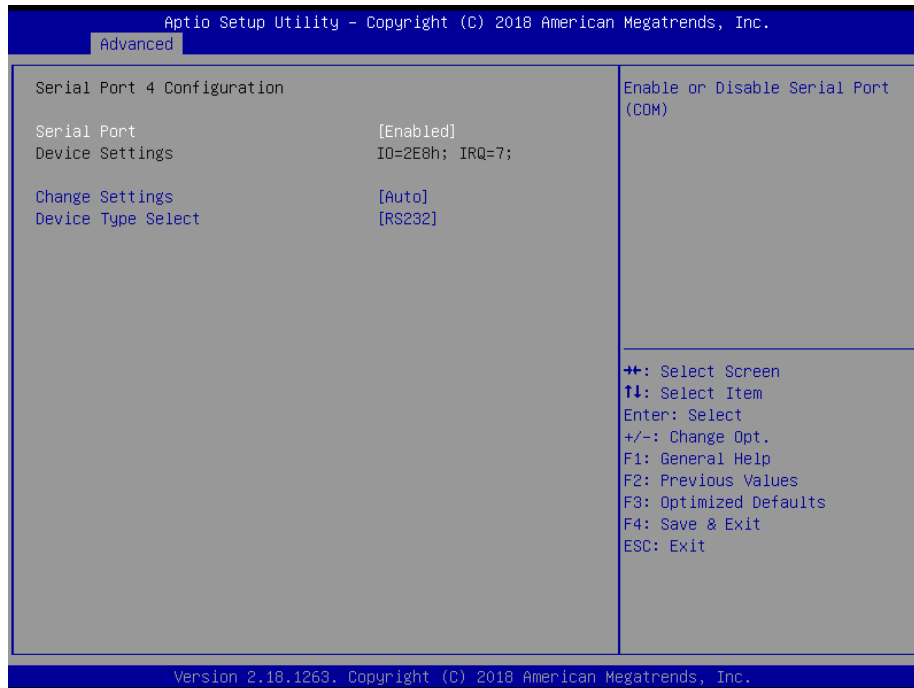 Aptio Setup Utility – Copyright (C) 2018 American Megatrends, Inc.
Advanced
Serial Port 4 Configuration
Serial Port [Enabled]
Device Settings IO=2E8h; IRQ=7;
Change Settings [Auto]
Device Type Select [RS232]
Enable or Disable Serial Port
(COM)
→←: Select Screen
↑↓: Select Item
Enter: Select
+/-: Change Opt.
F1: General Help
F2: Previous Values
F3: Optimized Defaults
F4: Save & Exit
ESC: Exit
Version 2.18.1263. Copyright (C) 2018 American Megatrends, Inc.